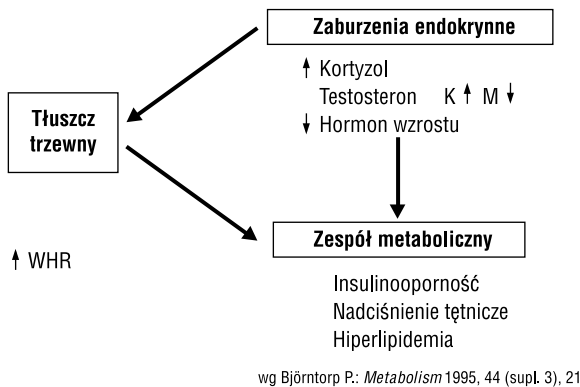 Zaburzenia endokrynne
↑ Kortyzol
Testosteron K ↑ M ↓
↓ Hormon wzrostu
Tłuszcz
trzewny
↑ WHR
Zespół metaboliczny
Insulinooporność
Nadciśnienie tętnicze
Hiperlipidemia
wg Björntorp P.: Metabolism 1995, 44 (supl. 3), 21